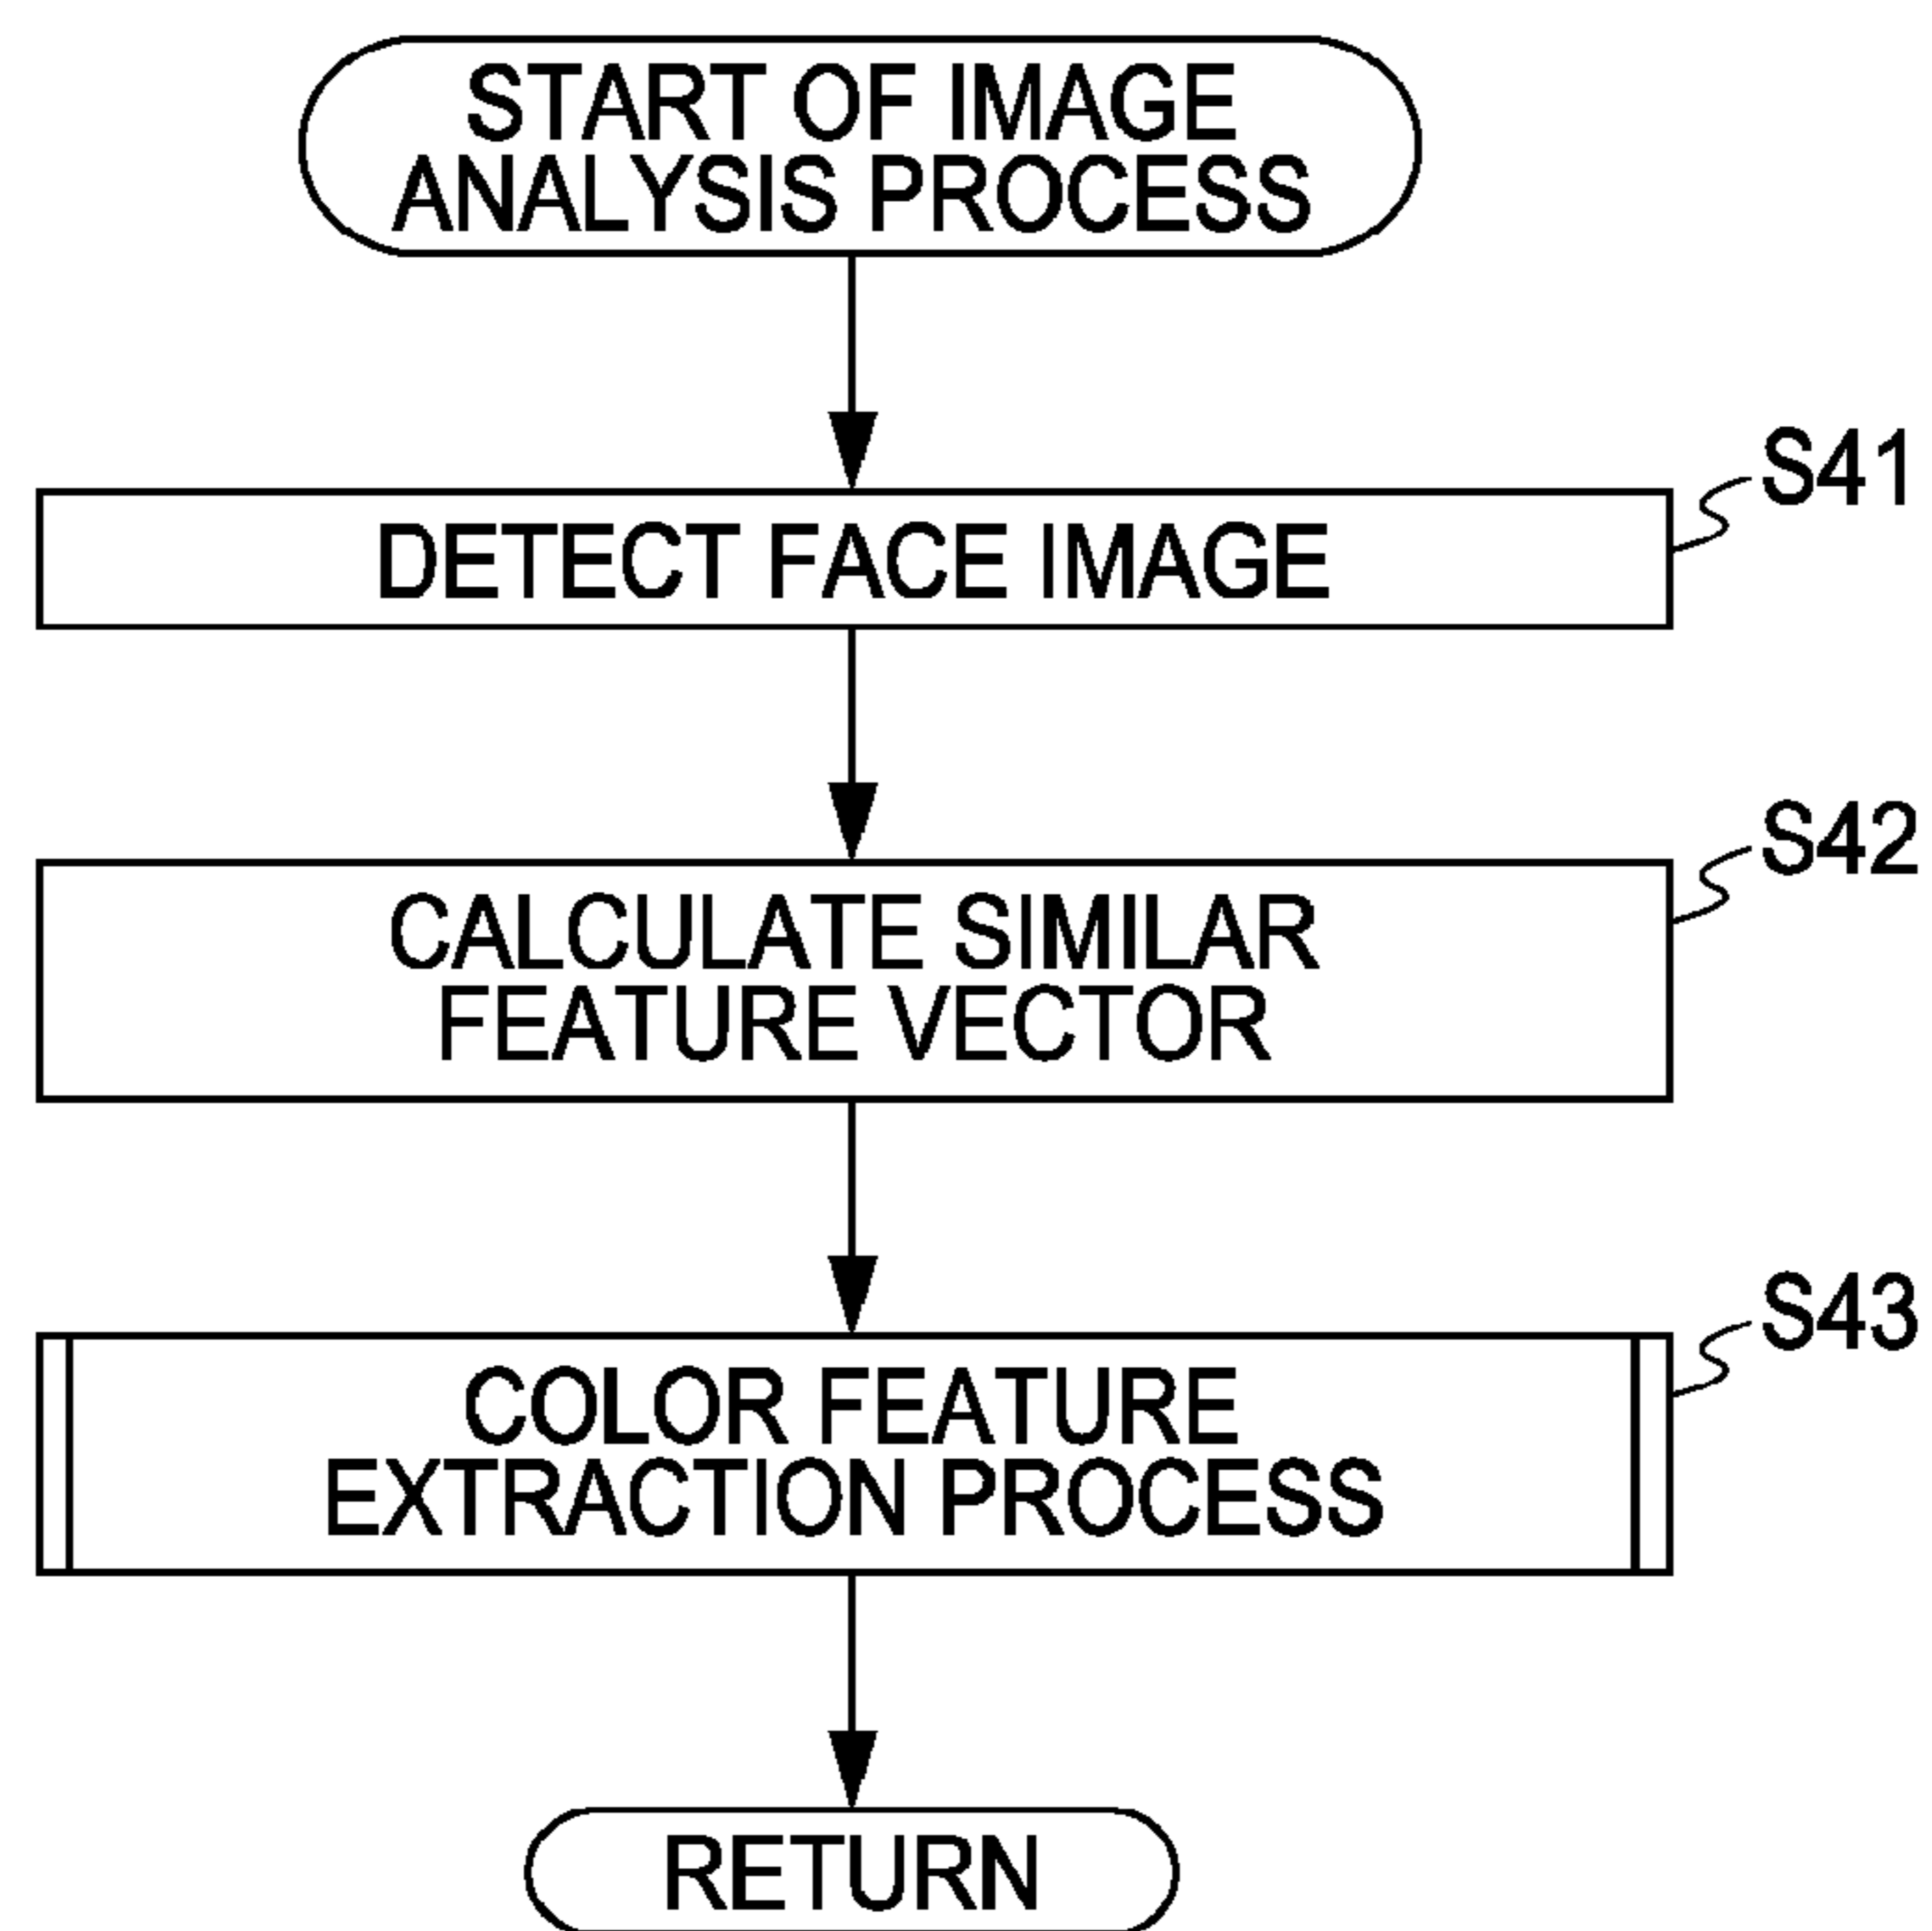 START OF IMAGE
ANALYSIS PROCESS
S41
DETECT FACE IMAGE
S42
CALCULATE SIMILAR
FEATURE VECTOR
S43
COLOR FEATURE
EXTRACTION PROCESS
RETURN